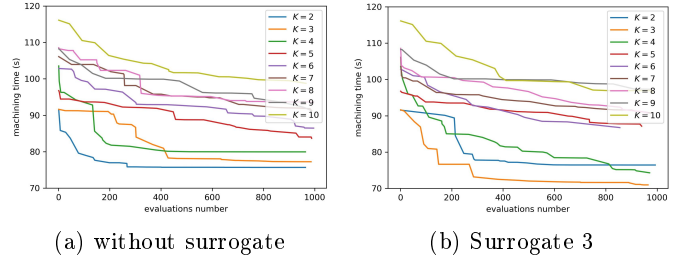 120
110
100
90
80
70
machining time (s)
0
200
400
600
800
1000
evaluations number
K = 2
K = 3
K = 4
K = 5
K = 6
K = 7
K = 8
K = 9
K = 10
(a) without surrogate
120
110
100
90
80
70
machining time (s)
0
200
400
600
800
1000
evaluations number
K = 2
K = 3
K = 4
K = 5
K = 6
K = 7
K = 8
K = 9
K = 10
(b) Surrogate 3